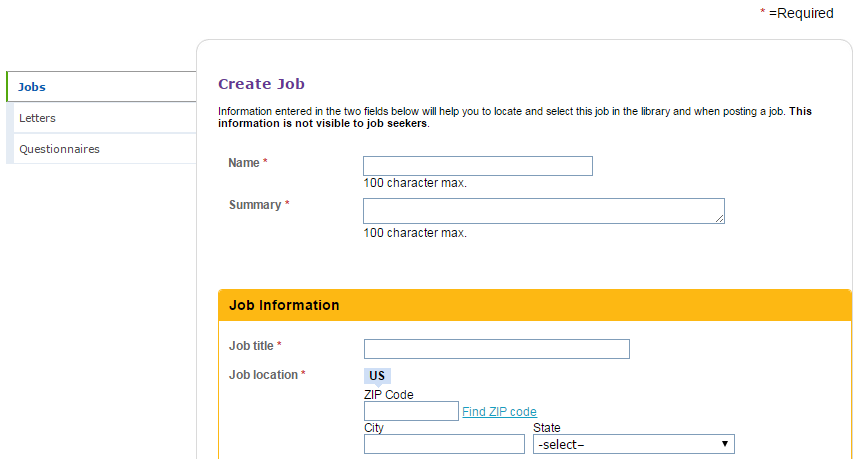 * =Required
Jobs
Letters
Questionnaires
Create Job
Information entered in the two fields below will help you to locate and select this job in the library and when posting a job. This
information is not visible to job seekers.
Name *
100 character max.
Summary *
100 character max.
Job Information
Job title *
Job location *
US
ZIP Code
Find ZIP code
City State
-select--